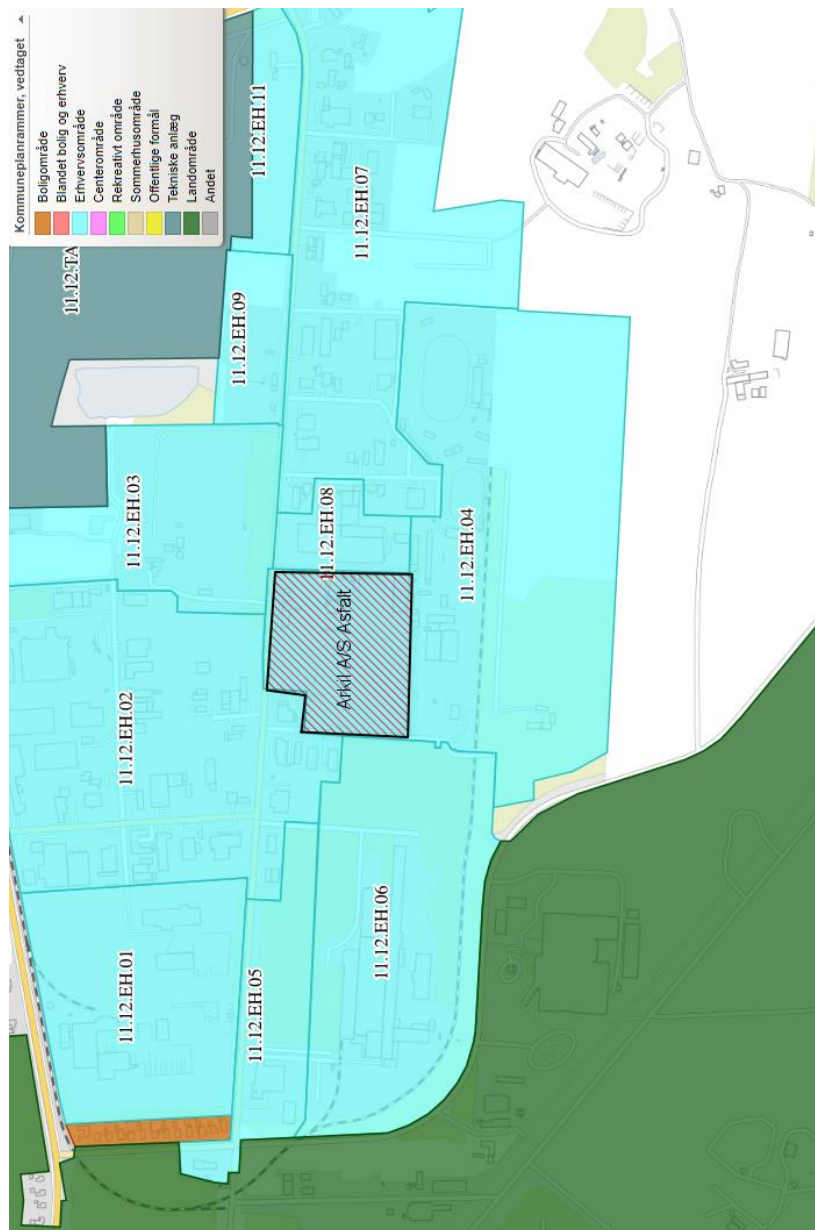 Kommuneplanrammer, vedtaget
Boligområde
Blandet bolig og erhverv
Erhvervsområde
Centerområde
Rekreativt område
Sommerhusområde
Offentlige formål
Tekniske anlæg
Landområde
Andet
11.12.EH.01
11.12.EH.02
11.12.EH.03
11.12.TA
11.12.EH.05
11.12.EH.09
11.12.EH.11
11.12.EH.06
Arkil A/S Asfalt
11.12.EH.08
11.12.EH.07
11.12.EH.04